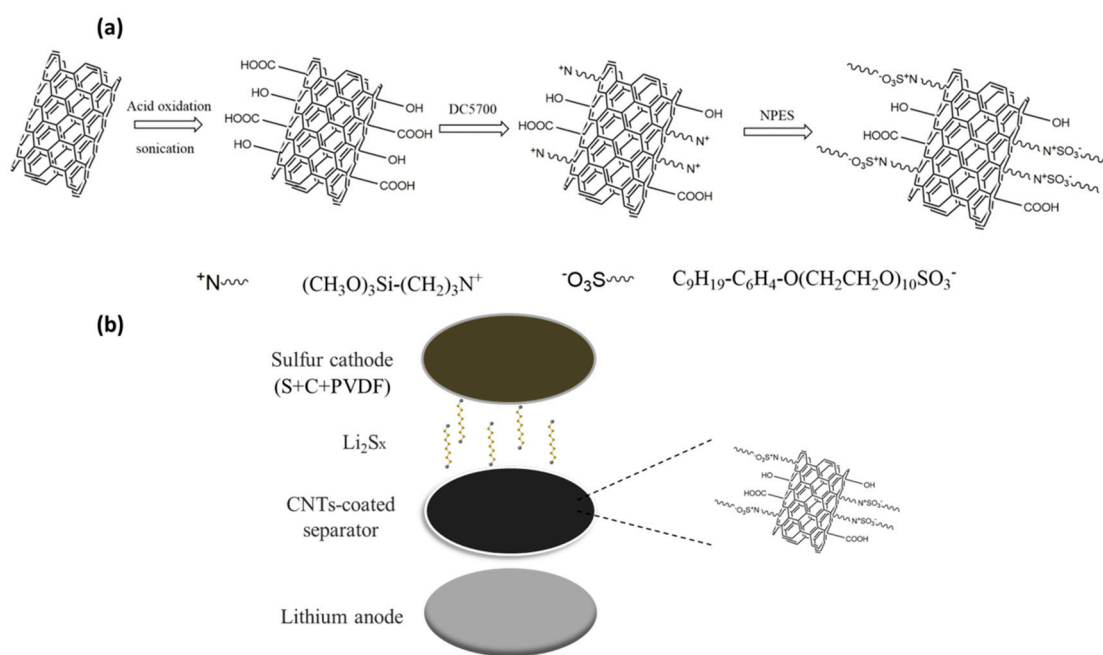 (a)
Acid oxidation
sonication
HOOC
HO
HOOC
HO
OH
COOH
OH
COOH
DC5700
⁺N
HO
HOOC
⁺N
OH
N⁺
N⁺
COOH
NPES
⁻O₃S⁺N
HO
HOOC
⁻O₃S⁺N
OH
N⁺SO₃⁻
N⁺SO₃⁻
COOH
⁺N (CH₃O)₃Si-(CH₂)₃N⁺ ⁻O₃S C₉H₁₉-C₆H₄-O(CH₂CH₂O)₁₀SO₃⁻
(b)
Sulfur cathode
(S+C+PVDF)
Li₂Sx
CNTs-coated
separator
Lithium anode
⁻O₃S⁺N
HO
HOOC
⁻O₃S⁺N
OH
N⁺SO₃⁻
N⁺SO₃⁻
COOH